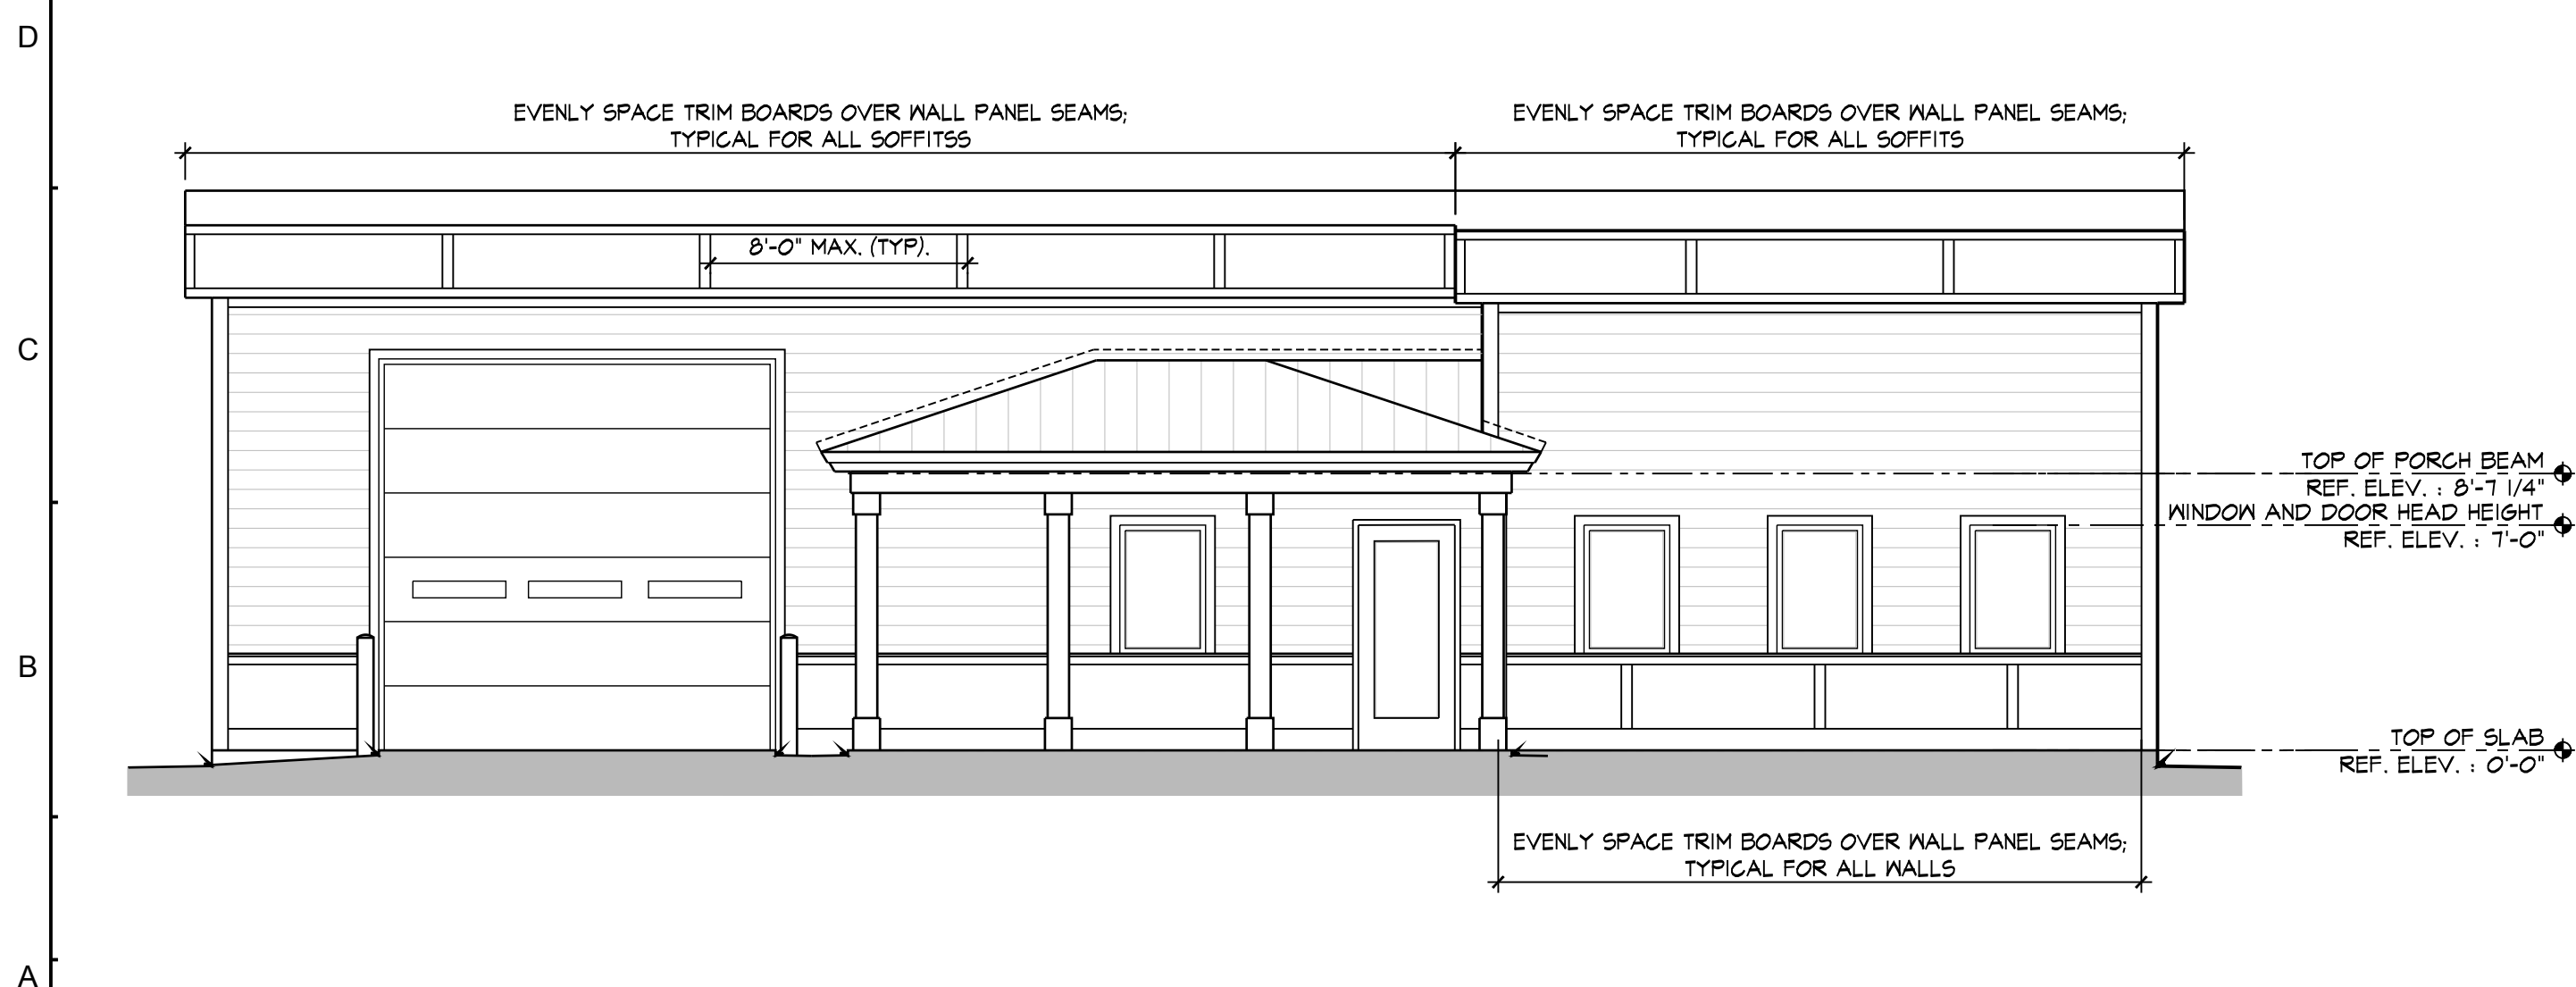 D
EVENLY SPACE TRIM BOARDS OVER WALL PANEL SEAMS;
TYPICAL FOR ALL SOFFITSS
EVENLY SPACE TRIM BOARDS OVER WALL PANEL SEAMS;
TYPICAL FOR ALL SOFFITS
8'-0" MAX. (TYP).
C
TOP OF PORCH BEAM
REF. ELEV. : 8'-7 1/4"
WINDOW AND DOOR HEAD HEIGHT
REF. ELEV. : 7'-0"
B
TOP OF SLAB
REF. ELEV. : 0'-0"
EVENLY SPACE TRIM BOARDS OVER WALL PANEL SEAMS;
TYPICAL FOR ALL WALLS
A